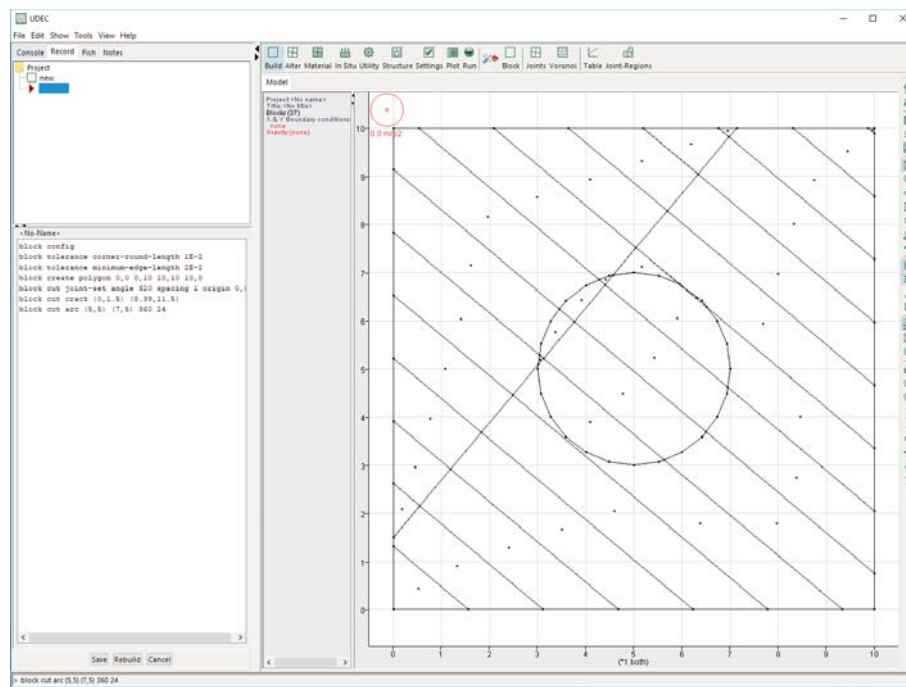 UDEC
File Edit Show Tools View Help
Console Record Fish Notes
Project
new
Build Alter Material In Situ Utility Structure Settings Plot Run Block Joints Voronoi Table Joint-Regions
Model
Project <No name>
Title <No title>
Blocks (37)
X & Y Boundary conditions
none
Gravity (none)
0.0 m/s2
<No-Name>
block config
block tolerance corner-round-length 1E-2
block tolerance minimum-edge-length 2E-2
block create polygon 0,0 0,10 10,10 10,0
block cut joint-set angle 320 spacing 1 origin 0,
block cut crack (0,1.5) (8.39,11.5)
block cut arc (5,5) (7,5) 360 24
10
9
8
7
6
5
4
3
2
1
0
0 1 2 3 4 5 6 7 8 9 10
(*1 both)
Save Rebuild Cancel
> block cut arc (5,5) (7,5) 360 24